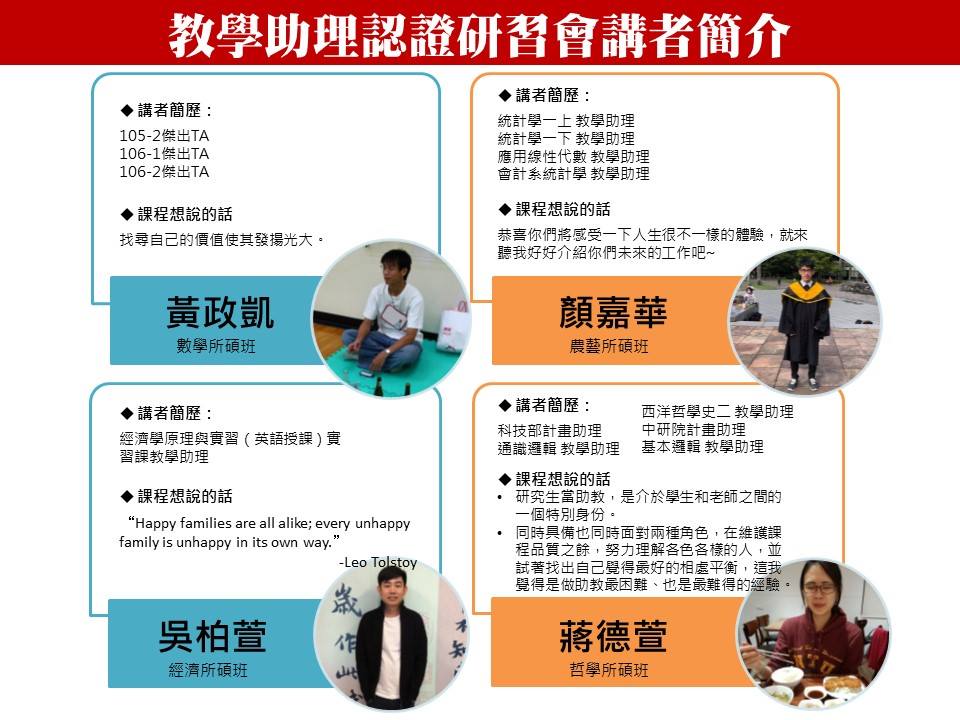 教學助理認證研習會講者簡介
◆ 講者簡歷：
105-2傑出TA
106-1傑出TA
106-2傑出TA
◆ 課程想說的話
找尋自己的價值使其發揚光大。
黃政凱
數學所碩班
◆ 講者簡歷：
統計學一上 教學助理
統計學一下 教學助理
應用線性代數 教學助理
會計系統計學 教學助理
◆ 課程想說的話
恭喜你們將感受一下人生很不一樣的體驗，就來
聽我好好介紹你們未來的工作吧~
顏嘉華
農藝所碩班
◆ 講者簡歷：
經濟學原理與實習（英語授課）實
習課教學助理
◆ 課程想說的話
“Happy families are all alike; every unhappy
family is unhappy in its own way.”
-Leo Tolstoy
歲
作
此
吳柏萱
經濟所碩班
◆ 講者簡歷：
科技部計畫助理
通識邏輯 教學助理
西洋哲學史二 教學助理
中研院計畫助理
基本邏輯 教學助理
◆ 課程想說的話
• 研究生當助教，是介於學生和老師之間的
一個特別身份。
• 同時具備也同時面對兩種角色，在維護課
程品質之餘，努力理解各色各樣的人，並
試著找出自己覺得最好的相處平衡，這我
覺得是做助教最困難、也是最難得的經驗。
蔣德萱
哲學所碩班